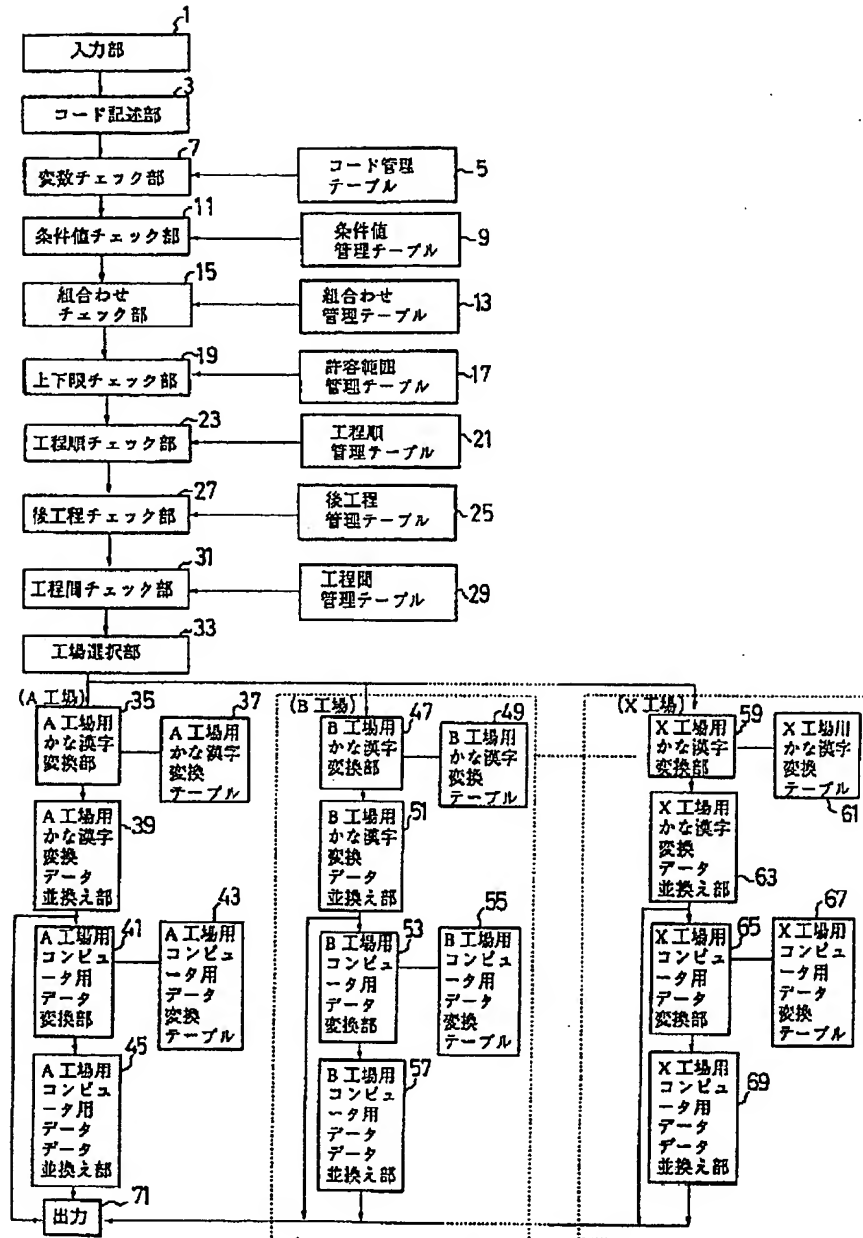 1
入力部
3
コード記述部
7
変数チェック部
コード管理
テーブル
5
11
条件値チェック部
条件値
管理テーブル
9
15
組合わせ
チェック部
組合わせ
管理テーブル
13
19
上下限チェック部
許容範囲
管理テーブル
17
23
工程順チェック部
工程順
管理テーブル
21
27
後工程チェック部
後工程
管理テーブル
25
31
工程間チェック部
工程間
管理テーブル
29
33
工場選択部
(A工場)
35
A工場用
かな漢字
変換部
37
A工場用
かな漢字
変換
テーブル
39
A工場用
かな漢字
変換
データ
並換え部
41
A工場用
コンピュ
ータ用
データ
変換部
43
A工場用
コンピュ
ータ用
データ
変換
テーブル
45
A工場用
コンピュ
ータ用
データ
データ
並換え部
71
出力
(B工場)
47
B工場用
かな漢字
変換部
49
B工場用
かな漢字
変換
テーブル
51
B工場用
かな漢字
変換
データ
並換え部
53
B工場用
コンピュ
ータ用
データ
変換部
55
B工場用
コンピュ
ータ用
データ
変換
テーブル
57
B工場用
コンピュ
ータ用
データ
データ
並換え部
(X工場)
59
X工場用
かな漢字
変換部
61
X工場用
かな漢字
変換
テーブル
63
X工場用
かな漢字
変換
データ
並換え部
65
X工場用
コンピュ
ータ用
データ
変換部
67
X工場用
コンピュ
ータ用
データ
変換
テーブル
69
X工場用
コンピュ
ータ用
データ
データ
並換え部